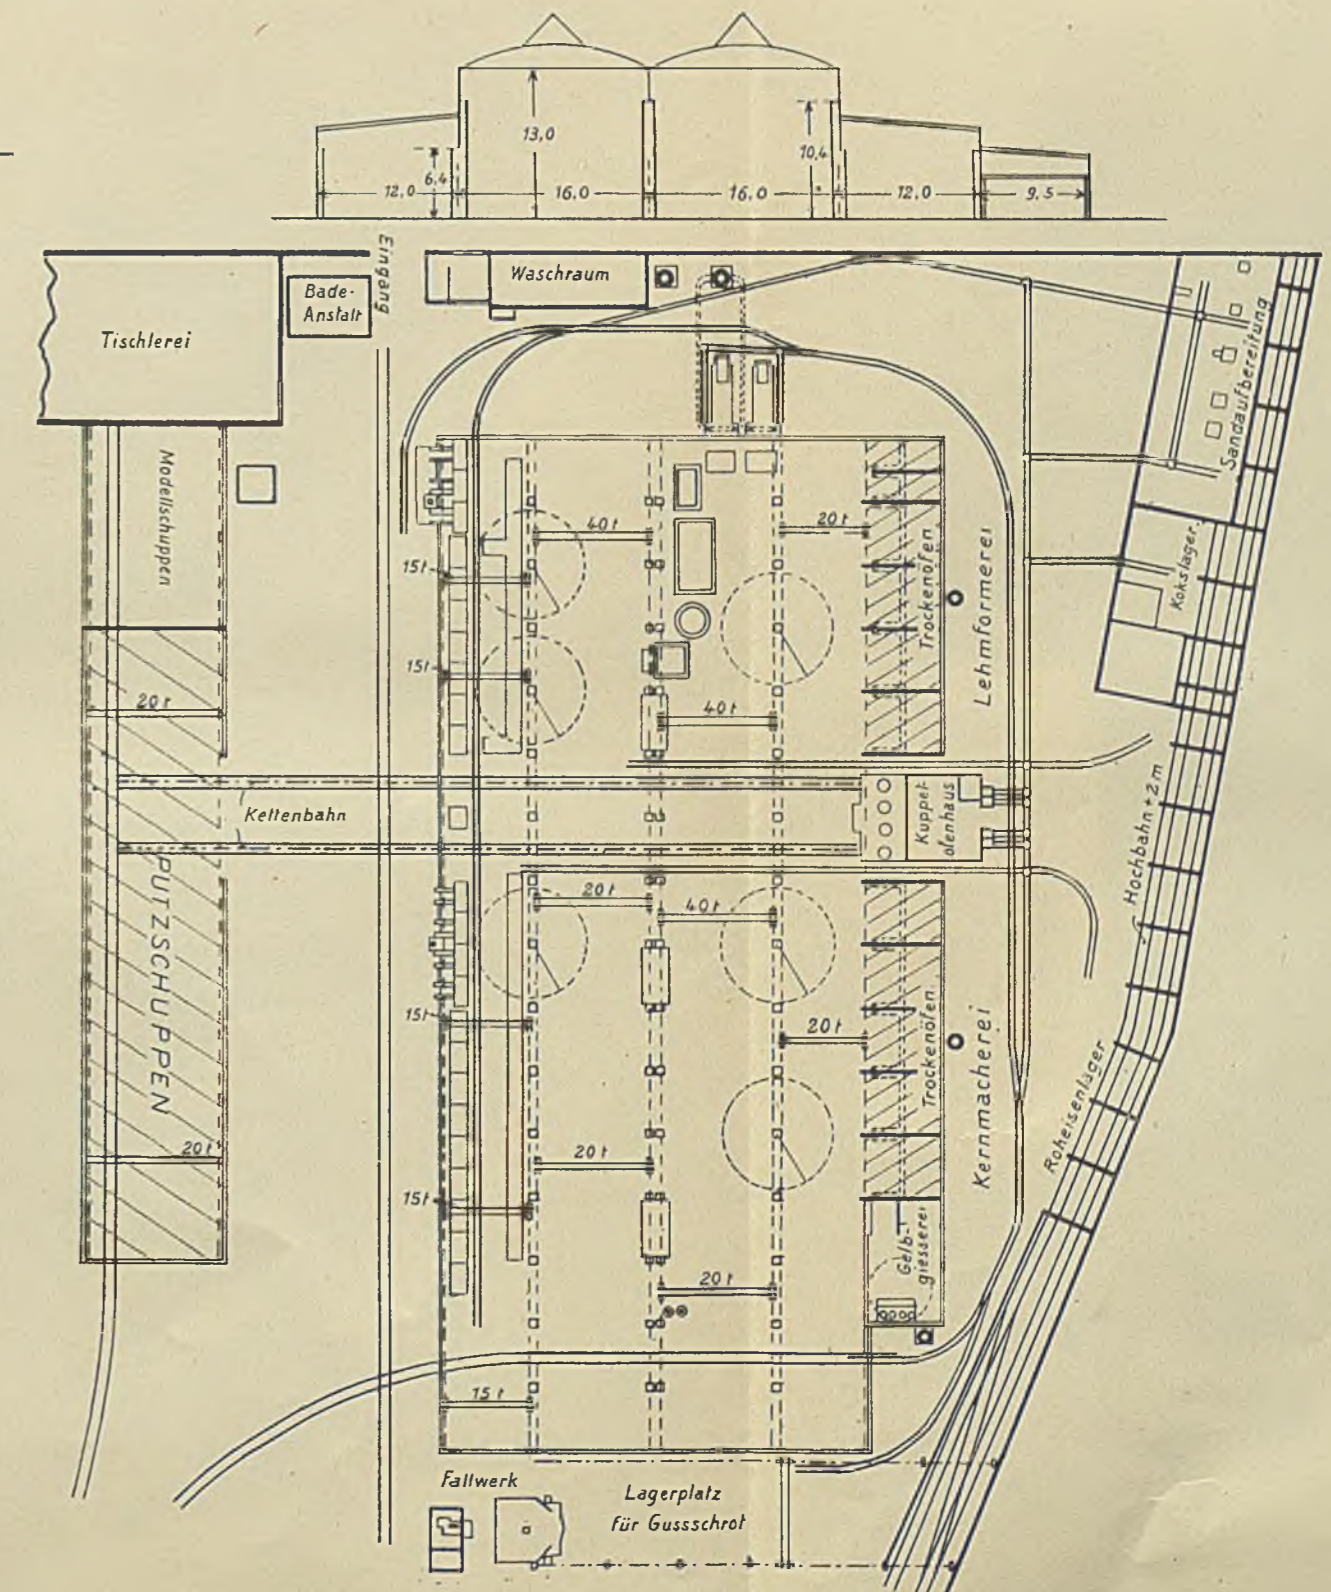 13,0
10,4
6,4
12,0
16,0
16,0
12,0
9,5
Eingang
Waschraum
Bade-
Anstalt
Tischlerei
Sandaufbereitung
Modellschuppen
40t
20t
15t
Trockenöfen
Lehmformerei
Kokslager
15t
20t
40t
Kettenbahn
Kuppel-
ofenhaus
Hochbahn + 2m
PUTZSCHUPPEN
20t
40t
15t
20t
Trockenöfen
Kernmacherei
Roheisenlager
20t
20t
15t
Gelb-
giesserei
20t
15t
Fallwerk
Lagerplatz
für Gussschrot